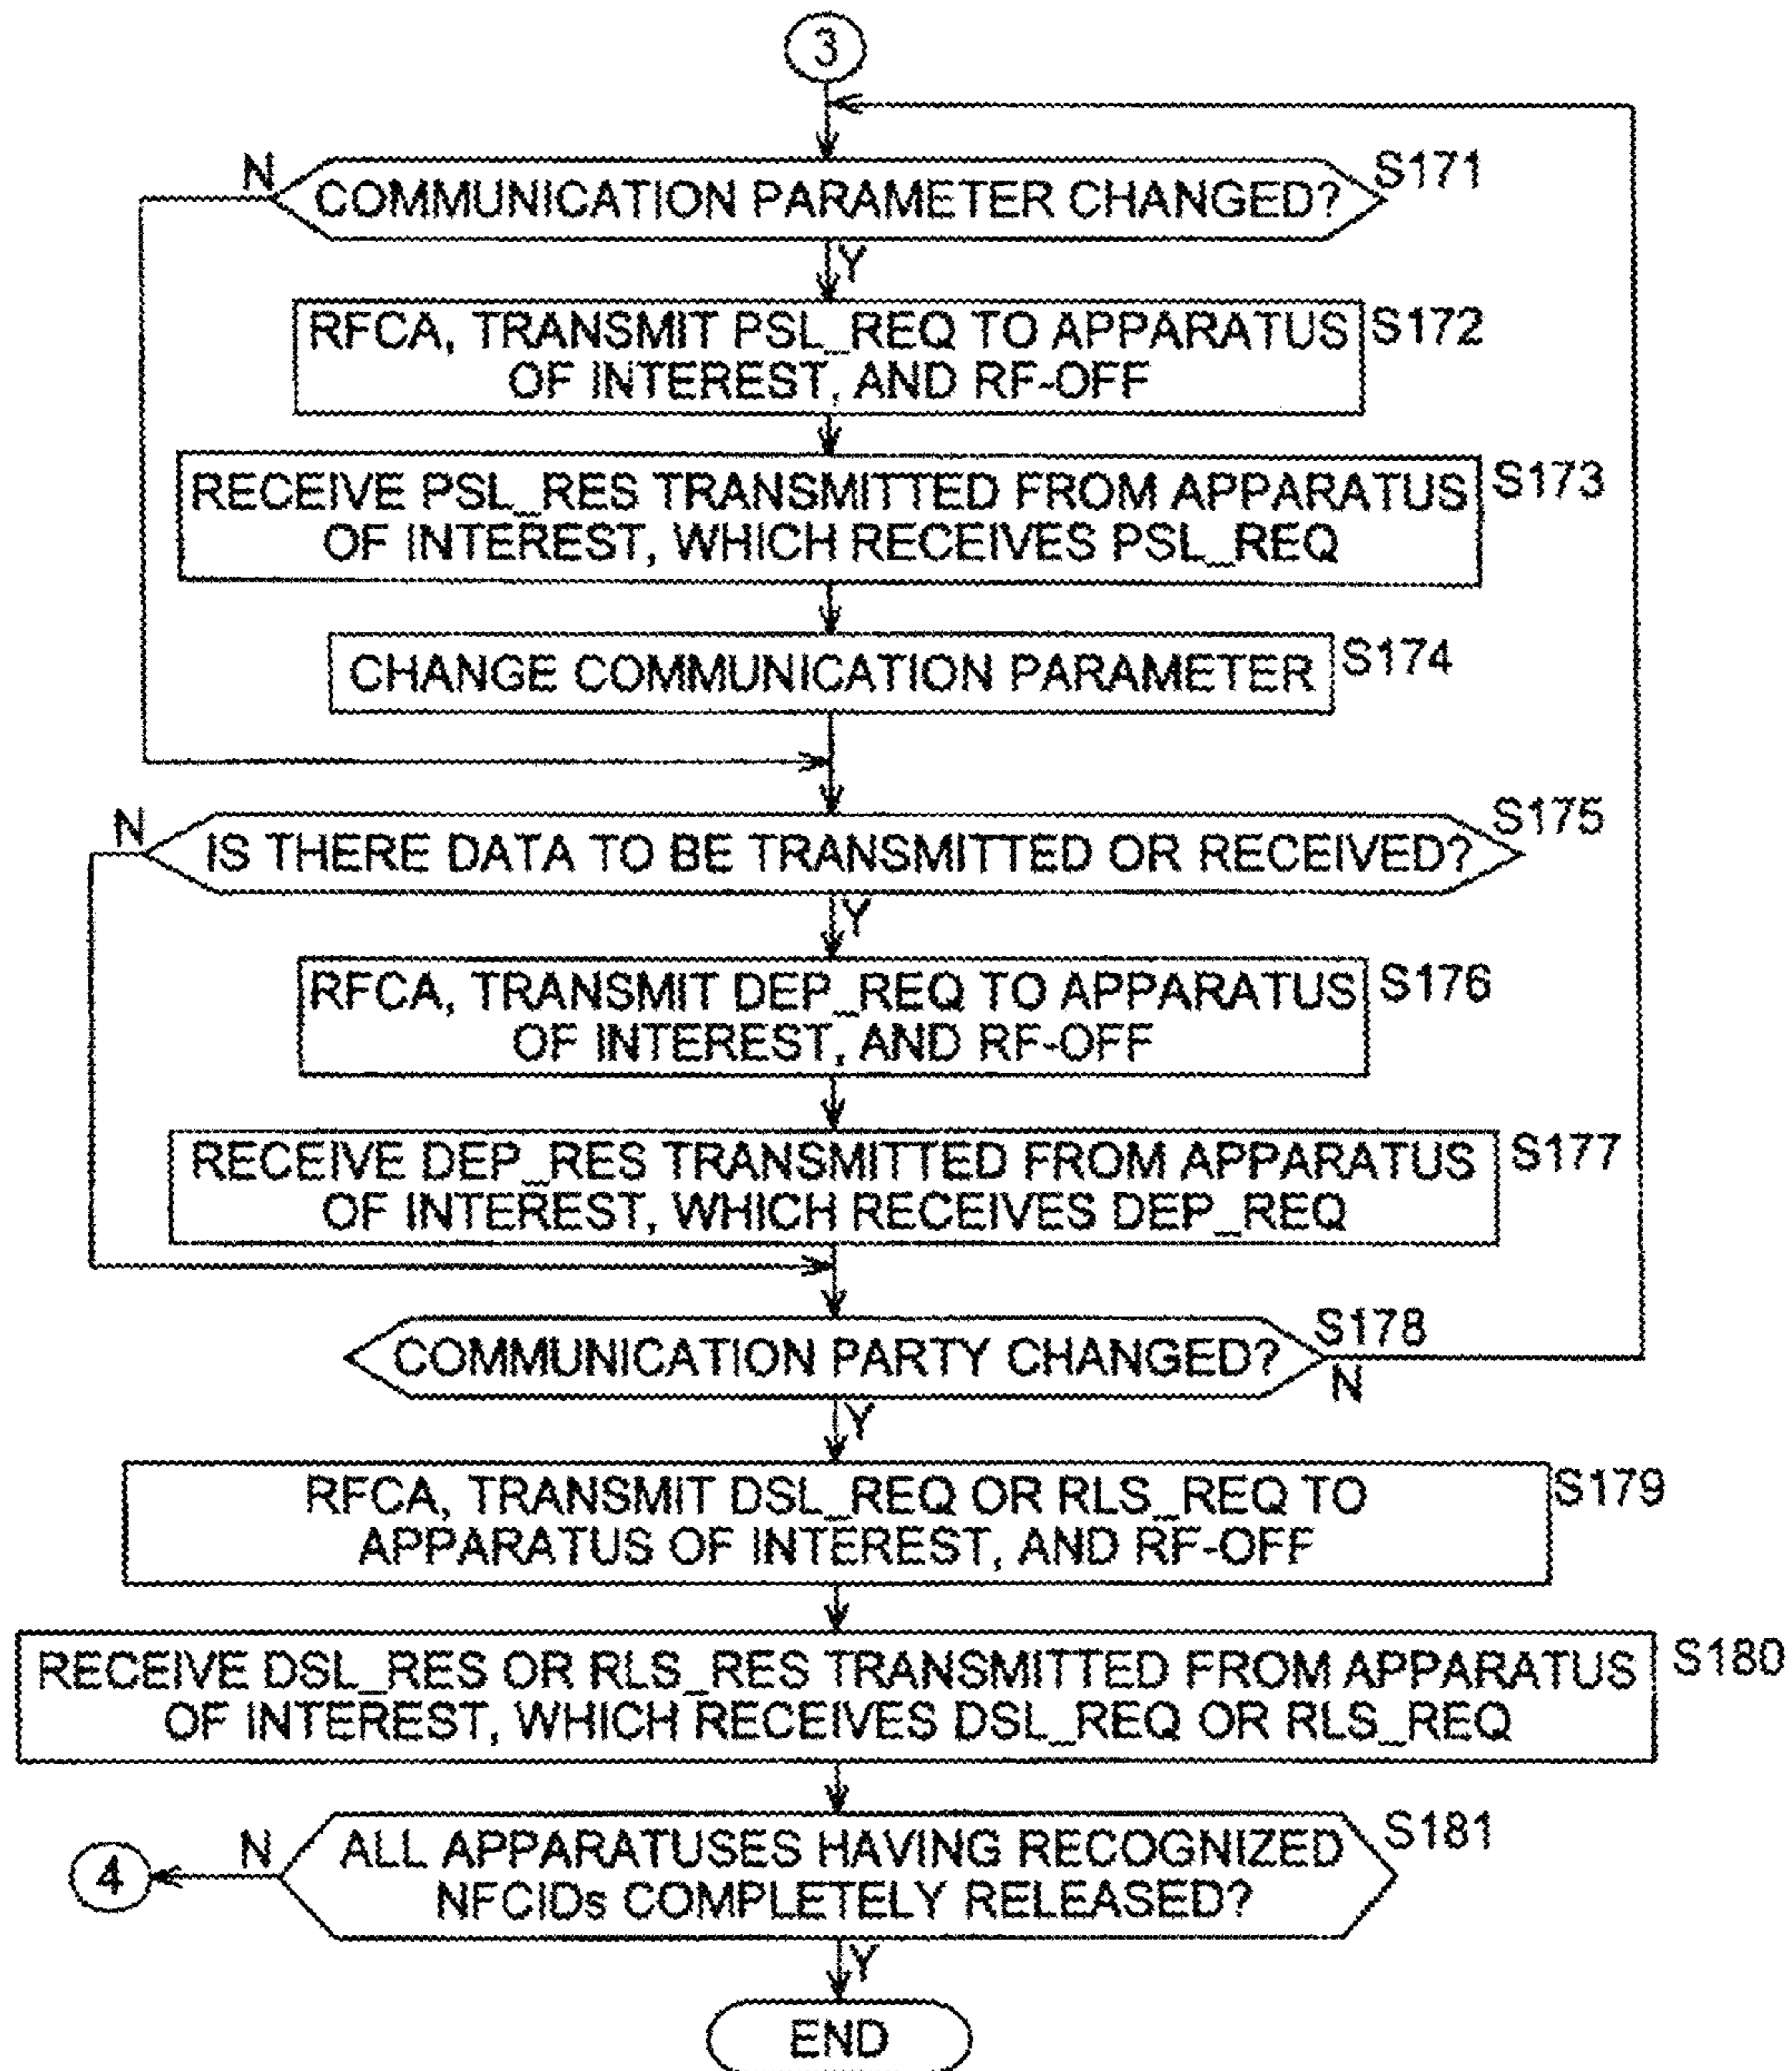 3
N
COMMUNICATION PARAMETER CHANGED?
S171
Y
RFCA, TRANSMIT PSL_REQ TO APPARATUS
OF INTEREST, AND RF-OFF
S172
RECEIVE PSL_RES TRANSMITTED FROM APPARATUS
OF INTEREST, WHICH RECEIVES PSL_REQ
S173
CHANGE COMMUNICATION PARAMETER
S174
N
IS THERE DATA TO BE TRANSMITTED OR RECEIVED?
S175
Y
RFCA, TRANSMIT DEP_REQ TO APPARATUS
OF INTEREST, AND RF-OFF
S176
RECEIVE DEP_RES TRANSMITTED FROM APPARATUS
OF INTEREST, WHICH RECEIVES DEP_REQ
S177
COMMUNICATION PARTY CHANGED?
S178
N
Y
RFCA, TRANSMIT DSL_REQ OR RLS_REQ TO
APPARATUS OF INTEREST, AND RF-OFF
S179
RECEIVE DSL_RES OR RLS_RES TRANSMITTED FROM APPARATUS
OF INTEREST, WHICH RECEIVES DSL_REQ OR RLS_REQ
S180
4
N
ALL APPARATUSES HAVING RECOGNIZED
NFCIDs COMPLETELY RELEASED?
S181
Y
END